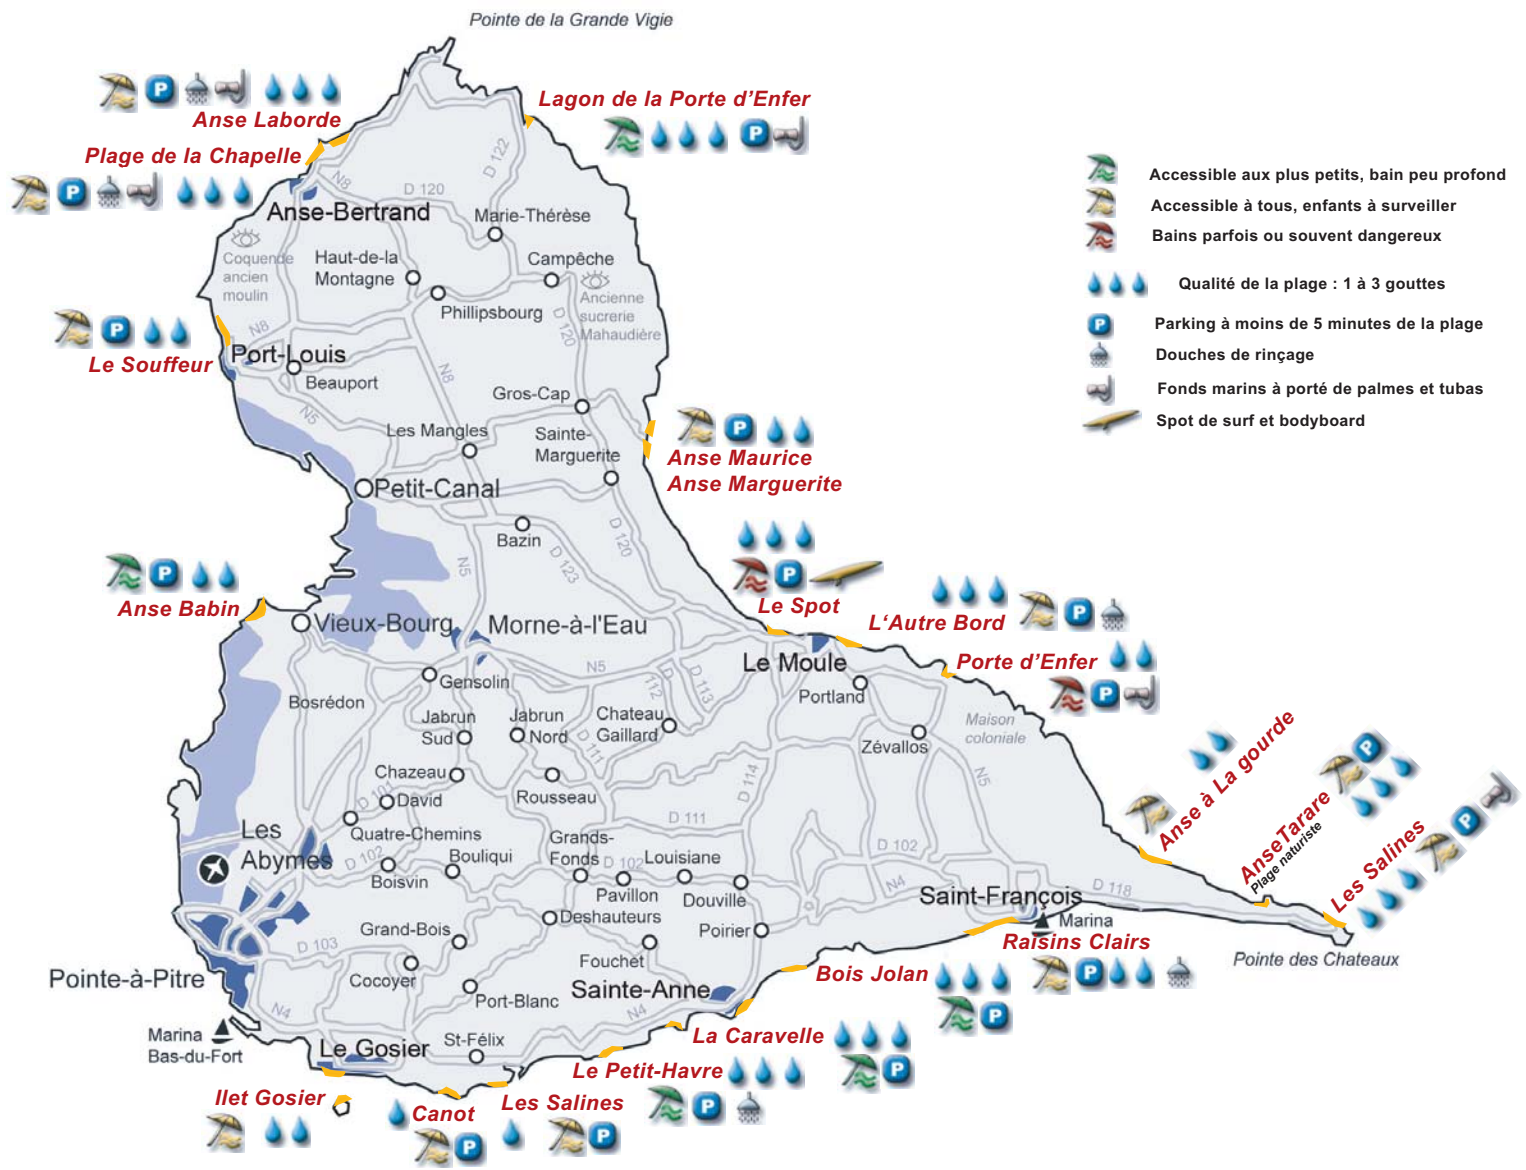 Pointe de la Grande Vigie
Anse Laborde
Lagon de la Porte d'Enfer
Plage de la Chapelle
D 122
N8
D 120
Anse-Bertrand
Marie-Thérèse
Coquende
ancien
moulin
Haut-de-la
Montagne
Campêche
Ancienne
sucrerie
Mahaudière
Phillipsbourg
D 120
N8
Le Souffeur
Port-Louis
Beauport
N8
N5
Gros-Cap
Les Mangles
Sainte-
Marguerite
Anse Maurice
Anse Marguerite
Petit-Canal
Bazin
D 120
D 123
N5
Anse Babin
Vieux-Bourg
Morne-à-l'Eau
Le Spot
L'Autre Bord
Porte d'Enfer
Le Moule
Portland
N5
112
D 113
Gensolin
Bosrédon
Jabrun
Sud
Jabrun
Nord
Chateau
Gaillard
Maison
coloniale
Zévallos
D 111
D 114
N5
Chazeau
Rousseau
D 101
David
Quatre-Chemins
D 111
Anse à La gourde
Anse Tarare
Plage naturiste
Les Salines
Les
Abymes
D 102
Boisvin
Bouliqui
Grands-
Fonds
D 102
Pavillon
Louisiane
Douville
D 102
N4
Saint-François
D 118
Marina
Deshauteurs
Poirier
Grand-Bois
D 103
Cocoyer
Fouchet
Raisins Clairs
Pointe des Chateaux
Bois Jolan
Pointe-à-Pitre
Port-Blanc
Sainte-Anne
N4
N4
Marina
Bas-du-Fort
Le Gosier
St-Félix
La Caravelle
Le Petit-Havre
Ilet Gosier
Canot
Les Salines
Accessible aux plus petits, bain peu profond
Accessible à tous, enfants à surveiller
Bains parfois ou souvent dangereux
Qualité de la plage : 1 à 3 gouttes
P Parking à moins de 5 minutes de la plage
Douches de rinçage
Fonds marins à porté de palmes et tubas
Spot de surf et bodyboard